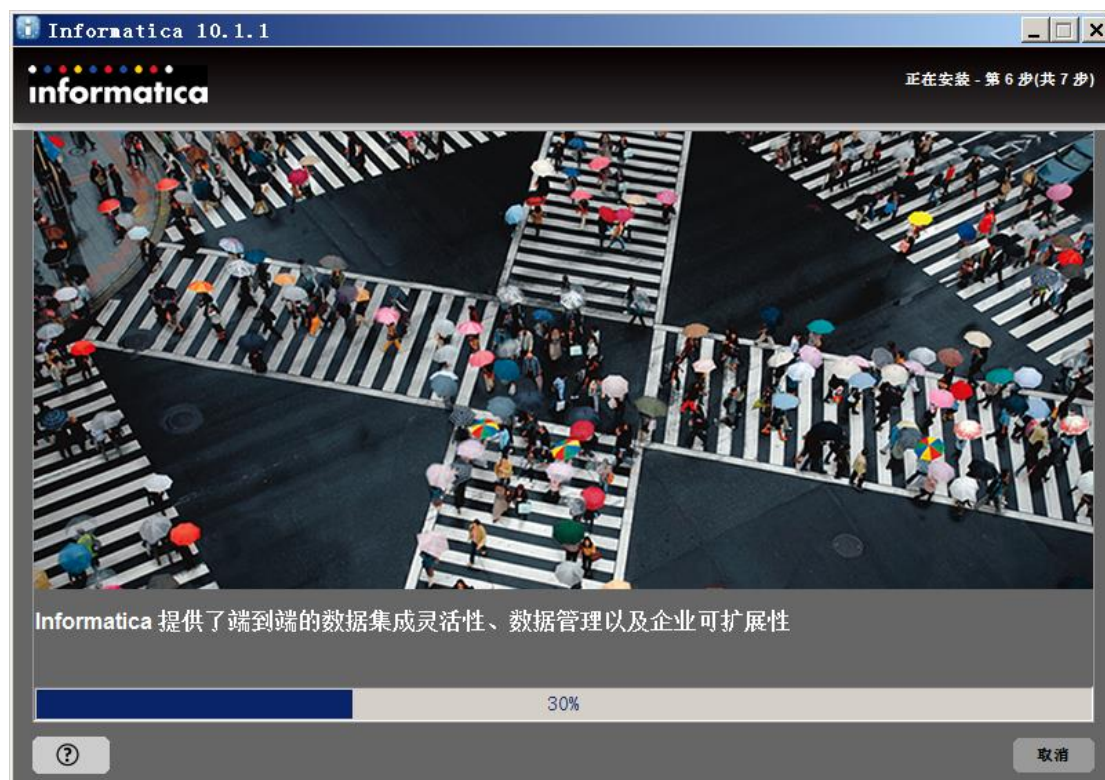 Informatica 10.1.1
informatica
正在安装 - 第 6 步(共 7 步)
Informatica 提供了端到端的数据集成灵活性、数据管理以及企业可扩展性
30%
?
取消